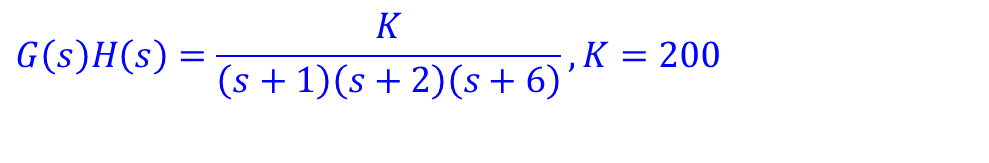 G(s)H(s) = K / (s + 1)(s + 2)(s + 6) , K = 200